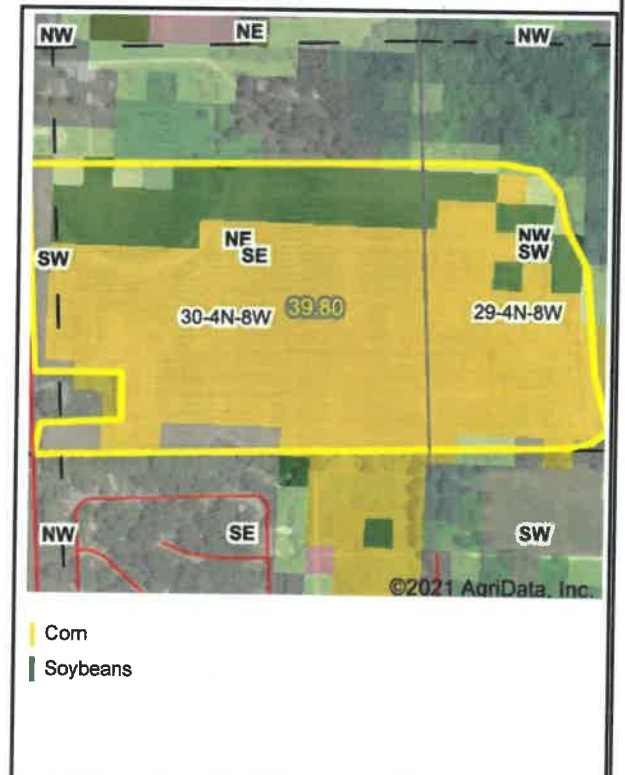 NW NE NW
NE
SE
NW
SW
SW
30-4N-8W 39.80 29-4N-8W
NW SE SW
©2021 AgriData, Inc.
Corn
Soybeans